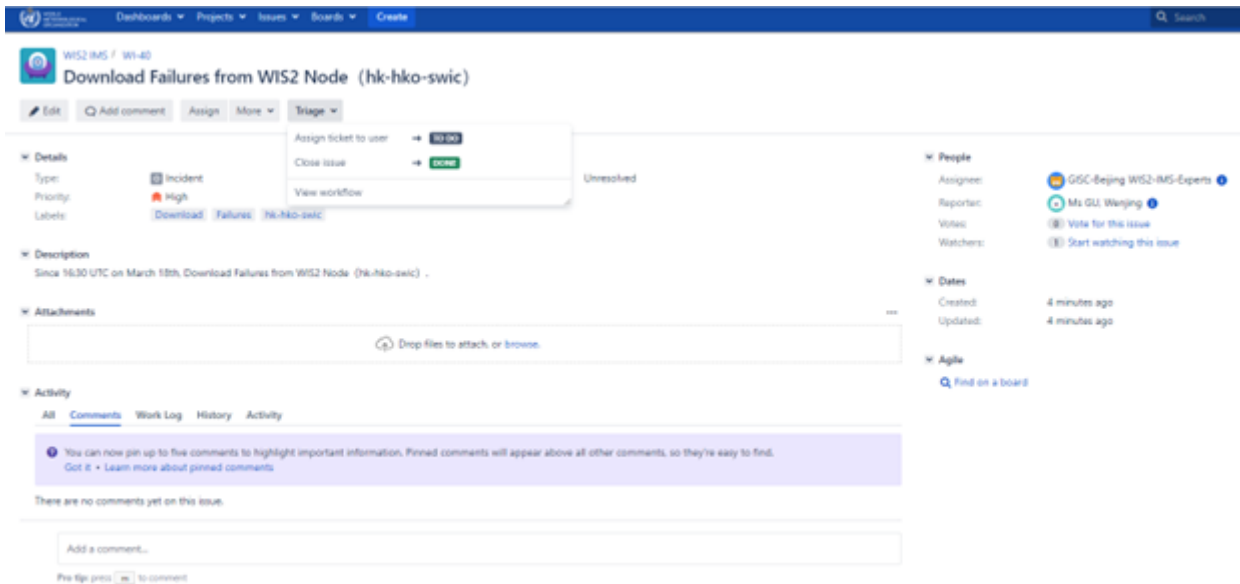 WORLD METEOROLOGICAL ORGANIZATION
Dashboards Projects Issues Boards Create Search
WIS2 IMS / WI-40
Download Failures from WIS2 Node（hk-hko-swic）
Edit Add comment Assign More Triage
Assign ticket to user → TO DO
Close issue → DONE
View workflow
Details
Type: Incident Unresolved
Priority: High
Labels: Download Failures hk-hko-swic
Description
Since 16:30 UTC on March 18th, Download Failures from WIS2 Node（hk-hko-swic）.
Attachments
Drop files to attach, or browse.
Activity
All Comments Work Log History Activity
You can now pin up to five comments to highlight important information. Pinned comments will appear above all other comments, so they're easy to find.
Got it • Learn more about pinned comments
There are no comments yet on this issue.
Add a comment...
Pro tip: press m to comment
People
Assignee: GISC-Beijing WIS2-IMS-Experts
Reporter: Ms GU, Wenjing
Votes: 0 Vote for this issue
Watchers: 1 Start watching this issue
Dates
Created: 4 minutes ago
Updated: 4 minutes ago
Agile
Find on a board